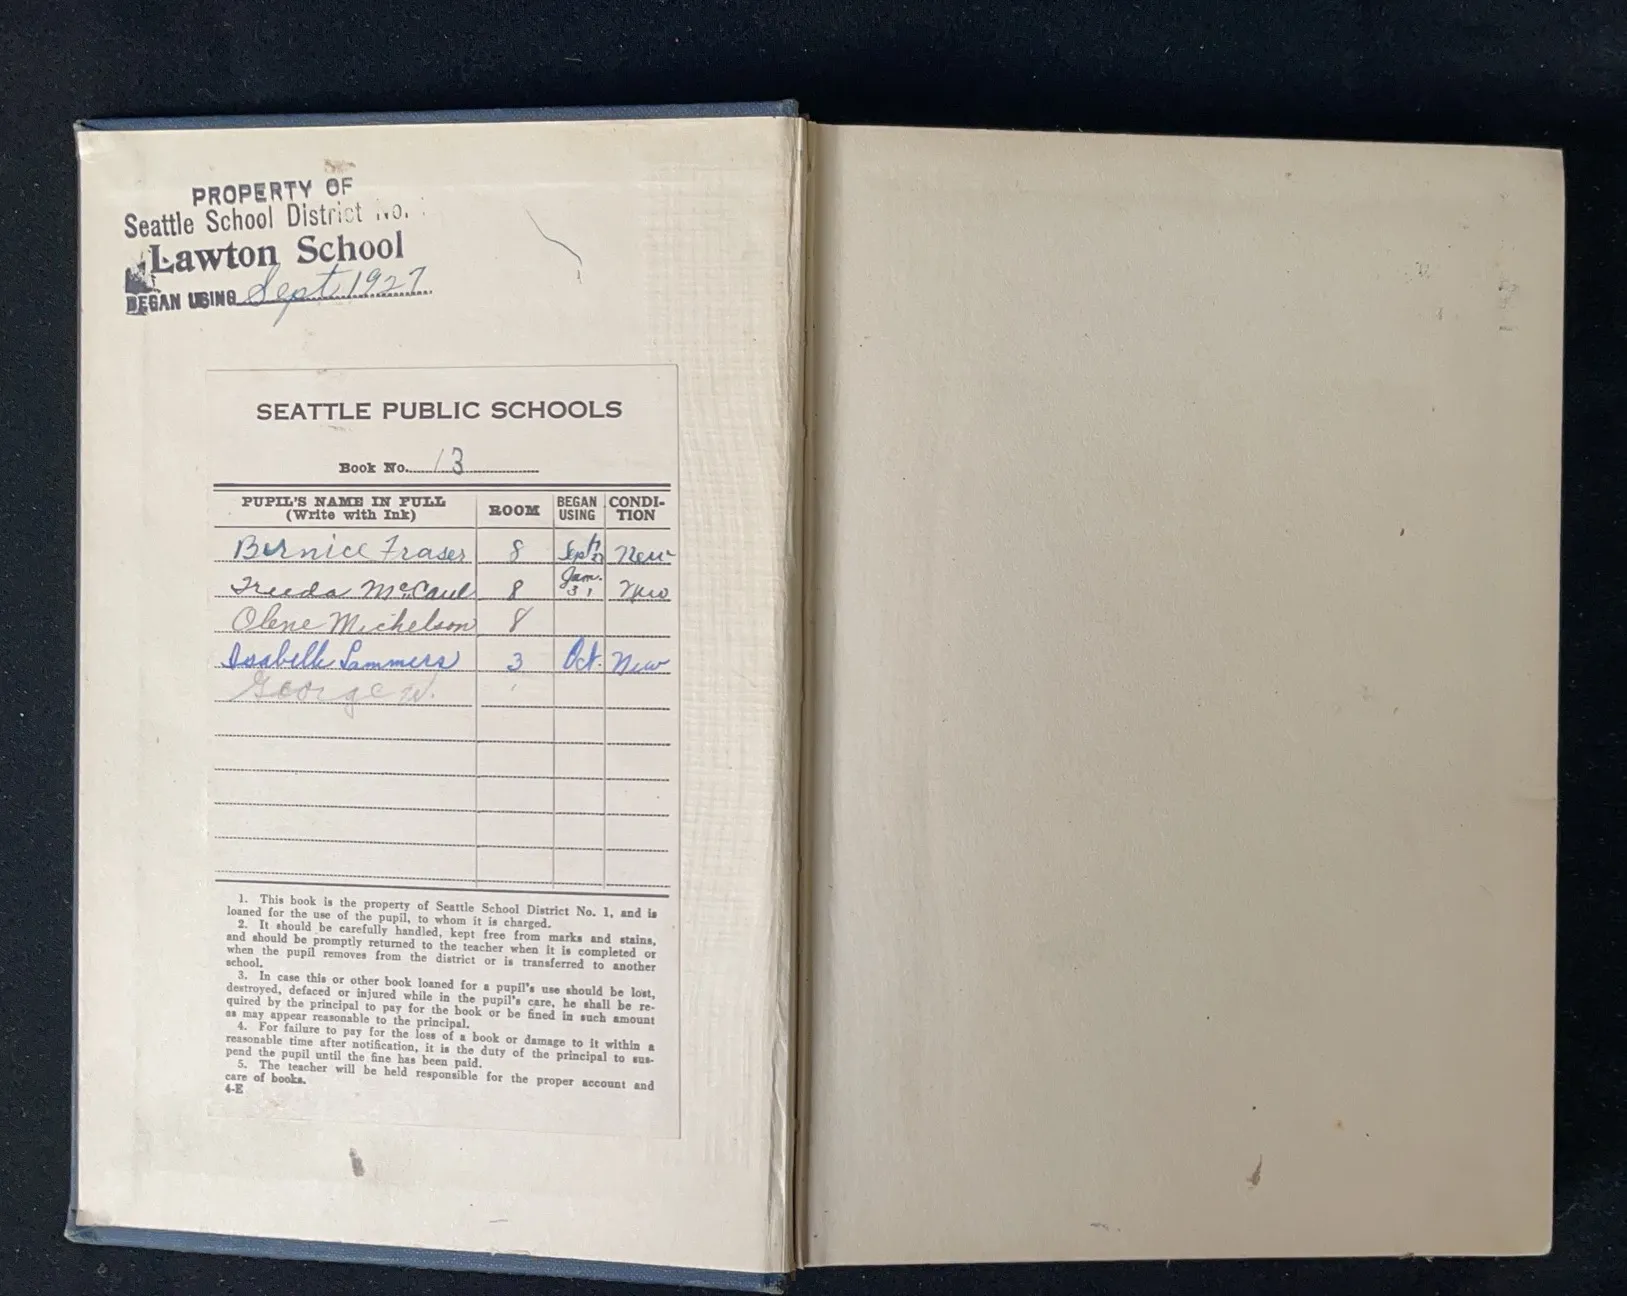 PROPERTY OF
Seattle School District No.
Lawton School
BEGAN USING Sept 1927
SEATTLE PUBLIC SCHOOLS
Book No. 13
PUPIL'S NAME IN FULL ROOM BEGAN CONDI-
(Write with Ink) USING TION
Bernice Fraser 8 Sept New
Freeda McCaul 8 Jan. 31 New
Olene Michelson 8
Isabelle Sammers 3 Oct. New
George W.
1. This book is the property of Seattle School District No. 1, and is
loaned for the use of the pupil, to whom it is charged.
2. It should be carefully handled, kept free from marks and stains,
and should be promptly returned to the teacher when it is completed or
when the pupil removes from the district or is transferred to another
school.
3. In case this or other book loaned for a pupil's use should be lost,
destroyed, defaced or injured while in the pupil's care, he shall be re-
quired by the principal to pay for the book or be fined in such amount
as may appear reasonable to the principal.
4. For failure to pay for the loss of a book or damage to it within a
reasonable time after notification, it is the duty of the principal to sus-
pend the pupil until the fine has been paid.
5. The teacher will be held responsible for the proper account and
care of books.
4-E